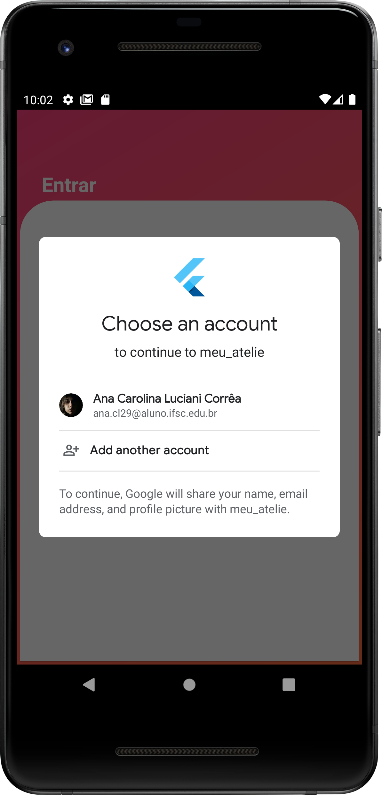 10:02
Entrar
Choose an account
to continue to meu_atelie
Ana Carolina Luciani Corrêa
ana.cl29@aluno.ifsc.edu.br
Add another account
To continue, Google will share your name, email
address, and profile picture with meu_atelie.